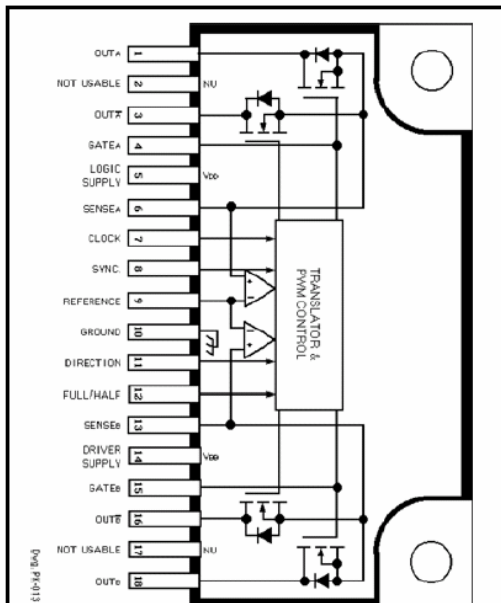 OUTA 1
NOT USABLE 2 NU
OUTA̅ 3
GATEA 4
LOGIC
SUPPLY 5 VDD
SENSEA 6
CLOCK 7
SYNC. 8
REFERENCE 9
GROUND 10
DIRECTION 11
FULL/HALF 12
SENSEB 13
DRIVER
SUPPLY 14 VBB
GATEB 15
OUTB̅ 16
NOT USABLE 17 NU
OUTB 18
+
−
−
+
TRANSLATOR &
PWM CONTROL
Dwg. PK-013